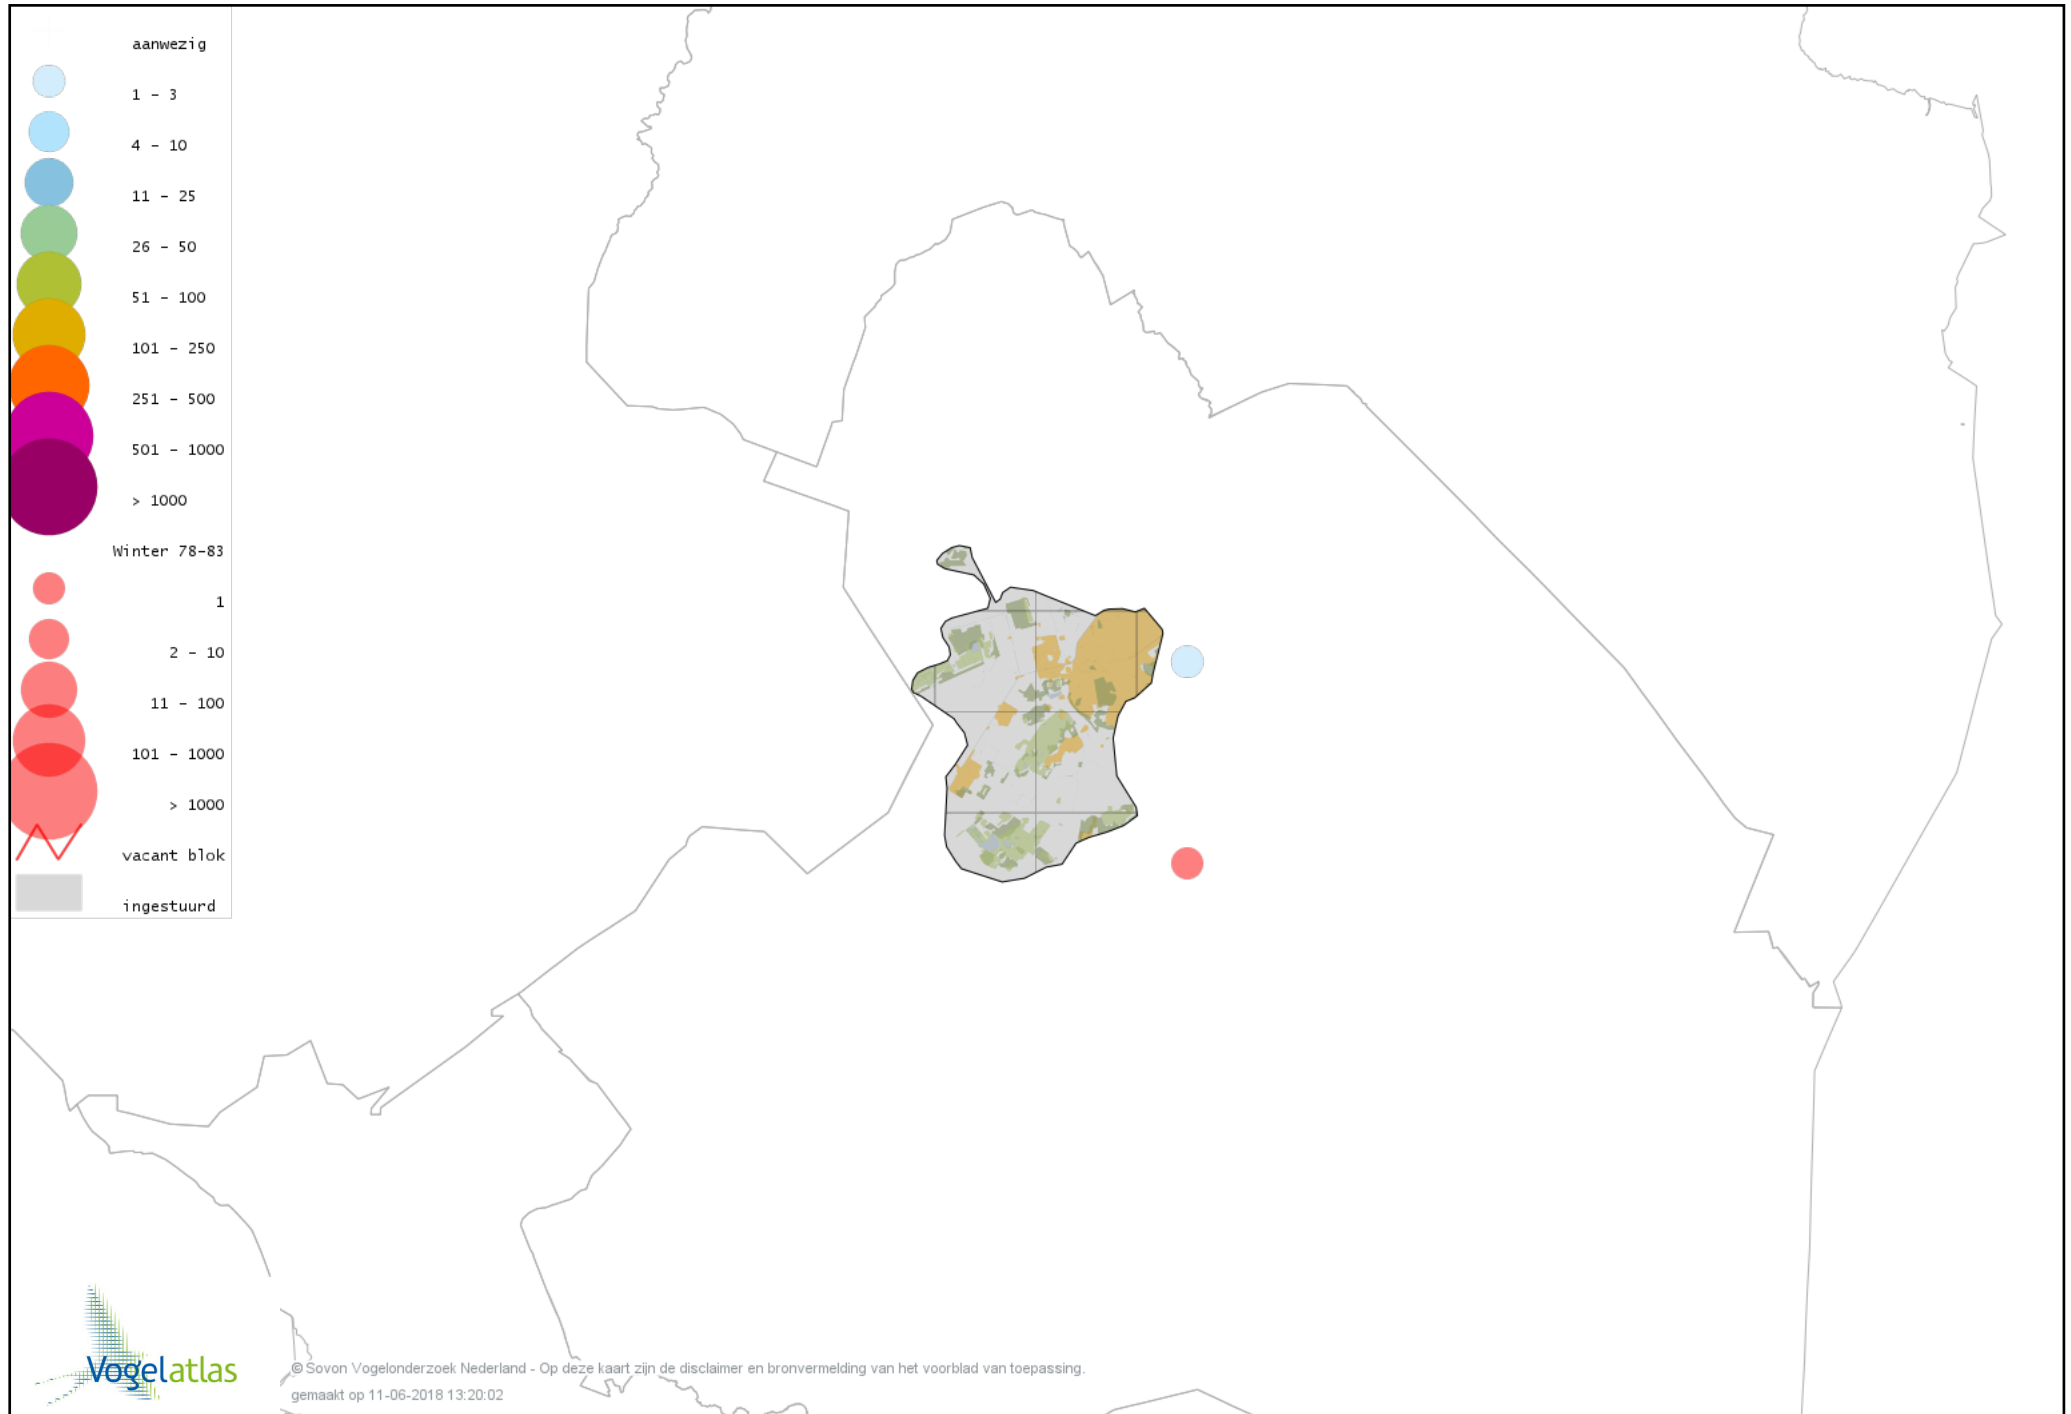 aanwezig
1 - 3
4 - 10
11 - 25
26 - 50
51 - 100
101 - 250
251 - 500
501 - 1000
> 1000
Winter 78-83
1
2 - 10
11 - 100
101 - 1000
> 1000
vacant blok
ingestuurd
Vogelatlas
© Sovon Vogelonderzoek Nederland - Op deze kaart zijn de disclaimer en bronvermelding van het voorblad van toepassing.
gemaakt op 11-06-2018 13:20:02